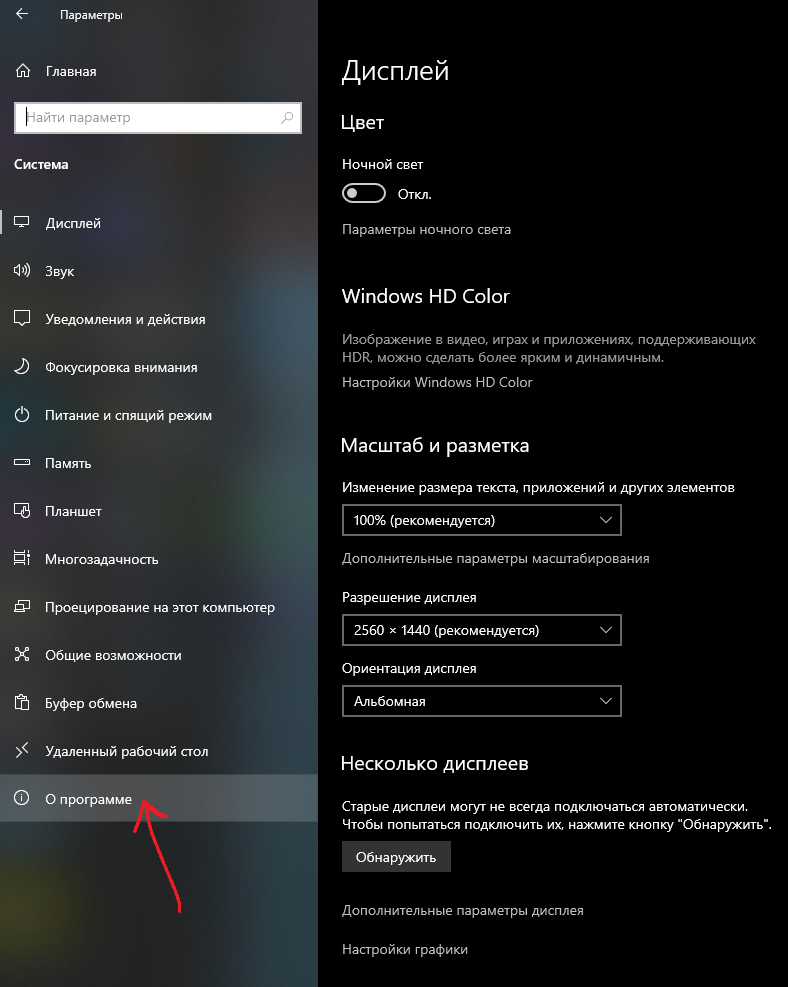 Параметры
Главная
Найти параметр
Система
Дисплей
Звук
Уведомления и действия
Фокусировка внимания
Питание и спящий режим
Память
Планшет
Многозадачность
Проецирование на этот компьютер
Общие возможности
Буфер обмена
Удаленный рабочий стол
О программе
Дисплей
Цвет
Ночной свет
Откл.
Параметры ночного света
Windows HD Color
Изображение в видео, играх и приложениях, поддерживающих
HDR, можно сделать более ярким и динамичным.
Настройки Windows HD Color
Масштаб и разметка
Изменение размера текста, приложений и других элементов
100% (рекомендуется)
Дополнительные параметры масштабирования
Разрешение дисплея
2560 × 1440 (рекомендуется)
Ориентация дисплея
Альбомная
Несколько дисплеев
Старые дисплеи могут не всегда подключаться автоматически.
Чтобы попытаться подключить их, нажмите кнопку "Обнаружить".
Обнаружить
Дополнительные параметры дисплея
Настройки графики